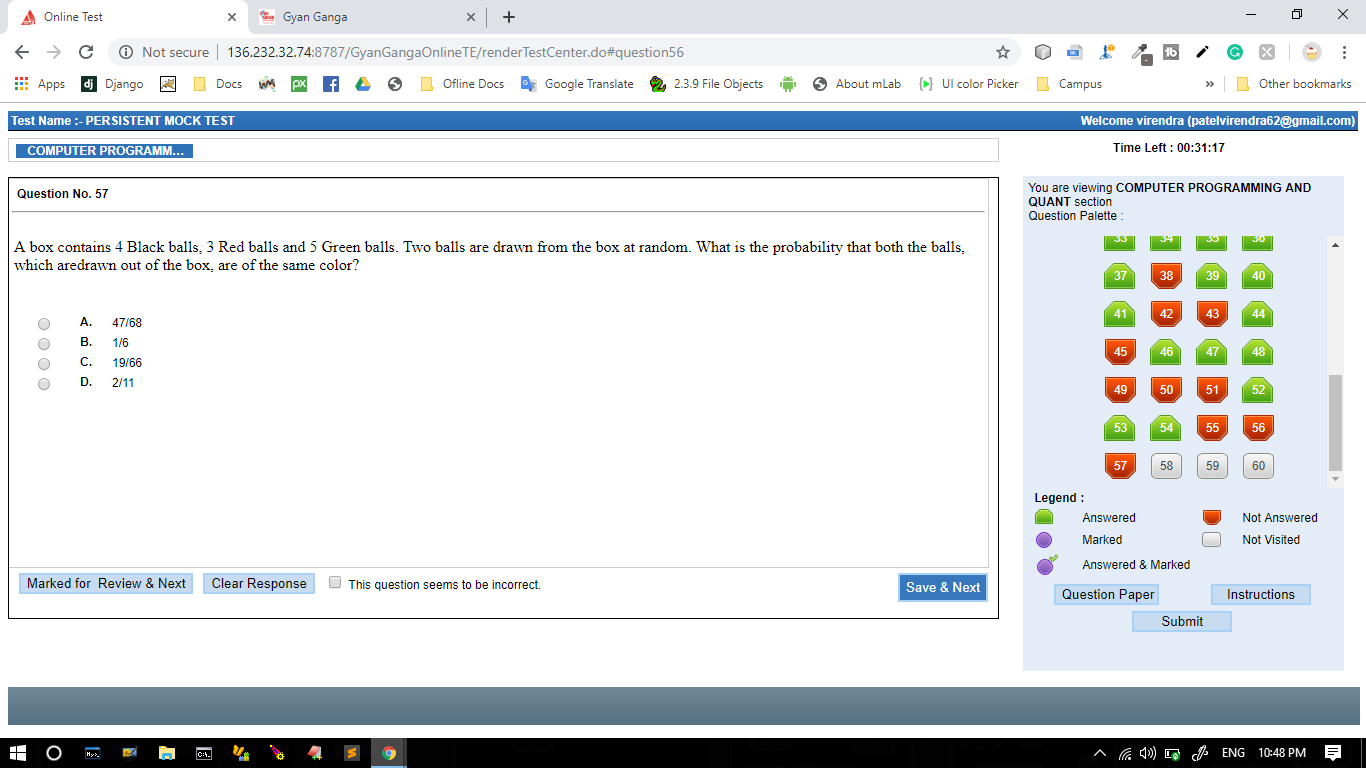 Online Test
Gyan Ganga
Not secure
136.232.32.74:8787/GyanGangaOnlineTE/renderTestCenter.do#question56
Apps
dj Django
Docs
px
Ofline Docs
Google Translate
2.3.9 File Objects
About mLab
UI color Picker
Campus
»
Other bookmarks
Test Name :- PERSISTENT MOCK TEST
Welcome virendra (patelvirendra62@gmail.com)
COMPUTER PROGRAMM...
Time Left : 00:31:17
Question No. 57
A box contains 4 Black balls, 3 Red balls and 5 Green balls. Two balls are drawn from the box at random. What is the probability that both the balls,
which aredrawn out of the box, are of the same color?
A. 47/68
B. 1/6
C. 19/66
D. 2/11
Marked for Review & Next
Clear Response
This question seems to be incorrect.
Save & Next
You are viewing COMPUTER PROGRAMMING AND
QUANT section
Question Palette :
33 34 35 36
37 38 39 40
41 42 43 44
45 46 47 48
49 50 51 52
53 54 55 56
57 58 59 60
Legend :
Answered
Not Answered
Marked
Not Visited
Answered & Marked
Question Paper
Instructions
Submit
ENG
10:48 PM